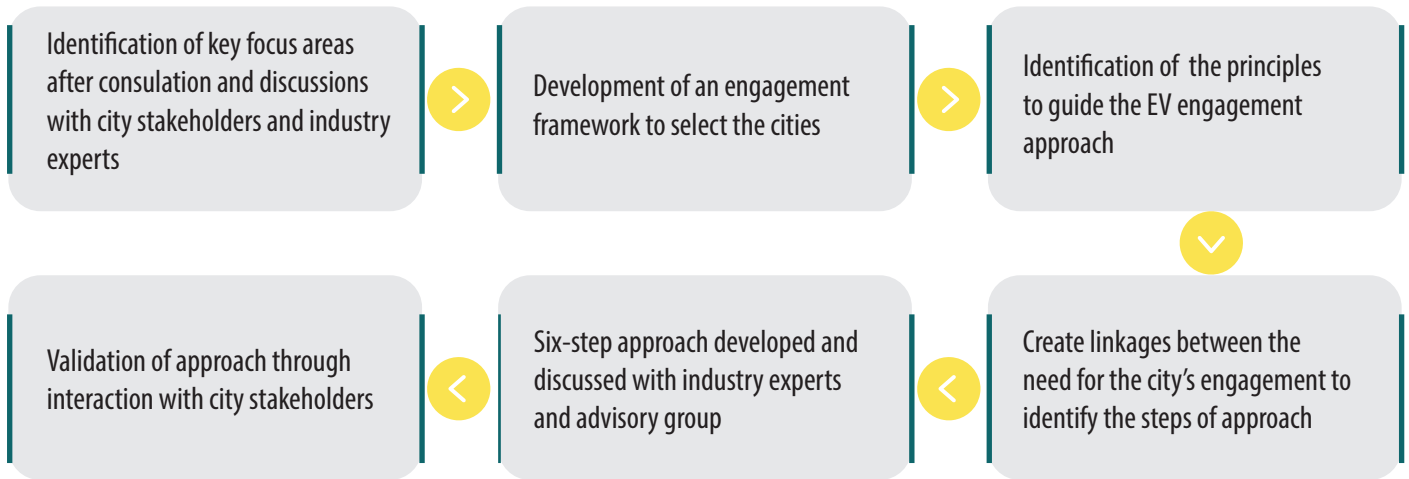 Identification of key focus areas
after consulation and discussions
with city stakeholders and industry
experts
Development of an engagement
framework to select the cities
Identification of the principles
to guide the EV engagement
approach
Create linkages between the
need for the city's engagement to
identify the steps of approach
Six-step approach developed and
discussed with industry experts
and advisory group
Validation of approach through
interaction with city stakeholders